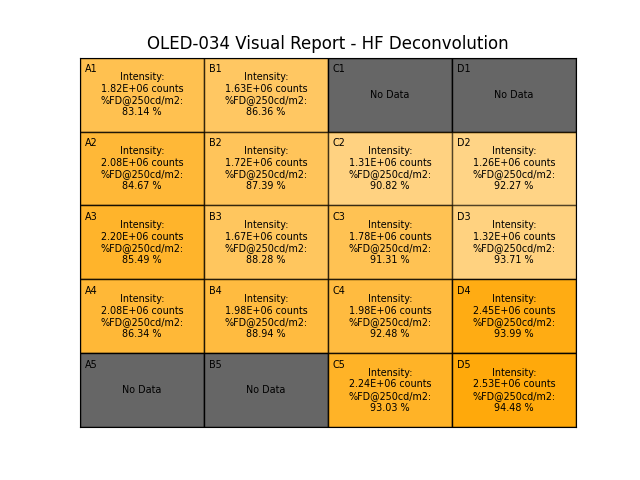 OLED-034 Visual Report - HF Deconvolution
A1
Intensity:
1.82E+06 counts
%FD@250cd/m2:
83.14 %
B1
Intensity:
1.63E+06 counts
%FD@250cd/m2:
86.36 %
C1
No Data
D1
No Data
A2
Intensity:
2.08E+06 counts
%FD@250cd/m2:
84.67 %
B2
Intensity:
1.72E+06 counts
%FD@250cd/m2:
87.39 %
C2
Intensity:
1.31E+06 counts
%FD@250cd/m2:
90.82 %
D2
Intensity:
1.26E+06 counts
%FD@250cd/m2:
92.27 %
A3
Intensity:
2.20E+06 counts
%FD@250cd/m2:
85.49 %
B3
Intensity:
1.67E+06 counts
%FD@250cd/m2:
88.28 %
C3
Intensity:
1.78E+06 counts
%FD@250cd/m2:
91.31 %
D3
Intensity:
1.32E+06 counts
%FD@250cd/m2:
93.71 %
A4
Intensity:
2.08E+06 counts
%FD@250cd/m2:
86.34 %
B4
Intensity:
1.98E+06 counts
%FD@250cd/m2:
88.94 %
C4
Intensity:
1.98E+06 counts
%FD@250cd/m2:
92.48 %
D4
Intensity:
2.45E+06 counts
%FD@250cd/m2:
93.99 %
A5
No Data
B5
No Data
C5
Intensity:
2.24E+06 counts
%FD@250cd/m2:
93.03 %
D5
Intensity:
2.53E+06 counts
%FD@250cd/m2:
94.48 %